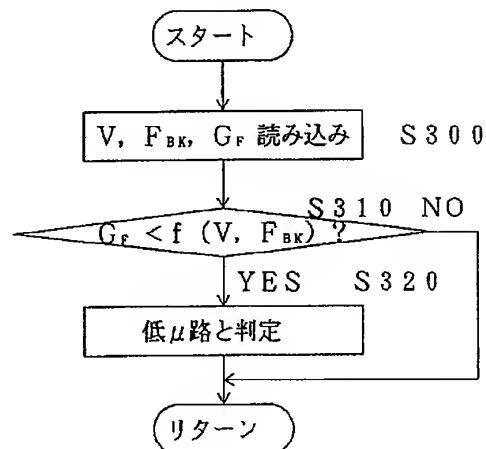 スタート
V, F_BK, G_F 読み込み S300
S310 NO
G_F < f (V, F_BK) ?
YES S320
低μ路と判定
リターン